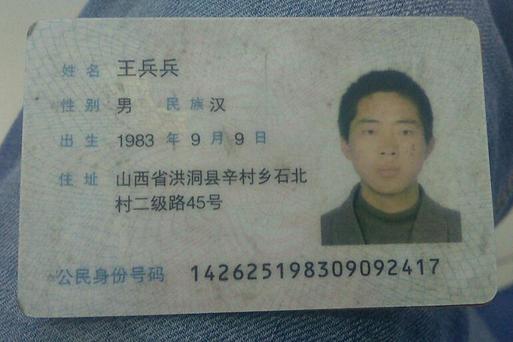 姓名 王兵兵
性别 男 民族 汉
出生 1983 年 9 月 9 日
住址 山西省洪洞县辛村乡石北
村二级路45号
公民身份号码 142625198309092417